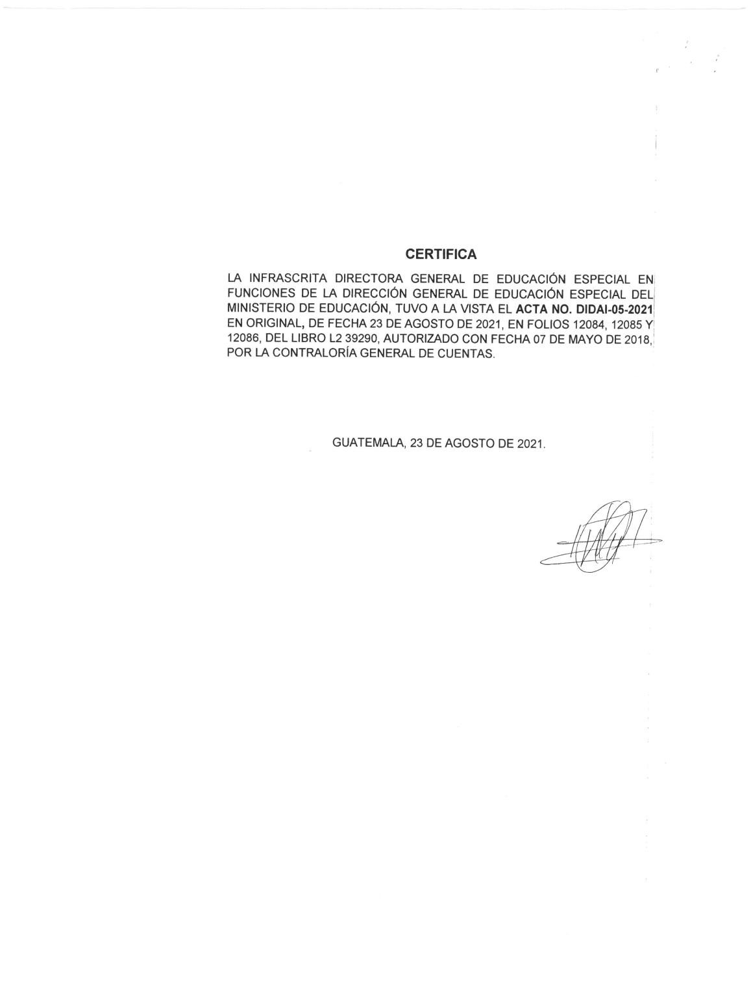 CERTIFICA
LA INFRASCRITA DIRECTORA GENERAL DE EDUCACIÓN ESPECIAL EN
FUNCIONES DE LA DIRECCIÓN GENERAL DE EDUCACIÓN ESPECIAL DEL
MINISTERIO DE EDUCACIÓN, TUVO A LA VISTA EL ACTA NO. DIDAI-05-2021
EN ORIGINAL, DE FECHA 23 DE AGOSTO DE 2021, EN FOLIOS 12084, 12085 Y
12086, DEL LIBRO L2 39290, AUTORIZADO CON FECHA 07 DE MAYO DE 2018,
POR LA CONTRALORÍA GENERAL DE CUENTAS.
GUATEMALA, 23 DE AGOSTO DE 2021.